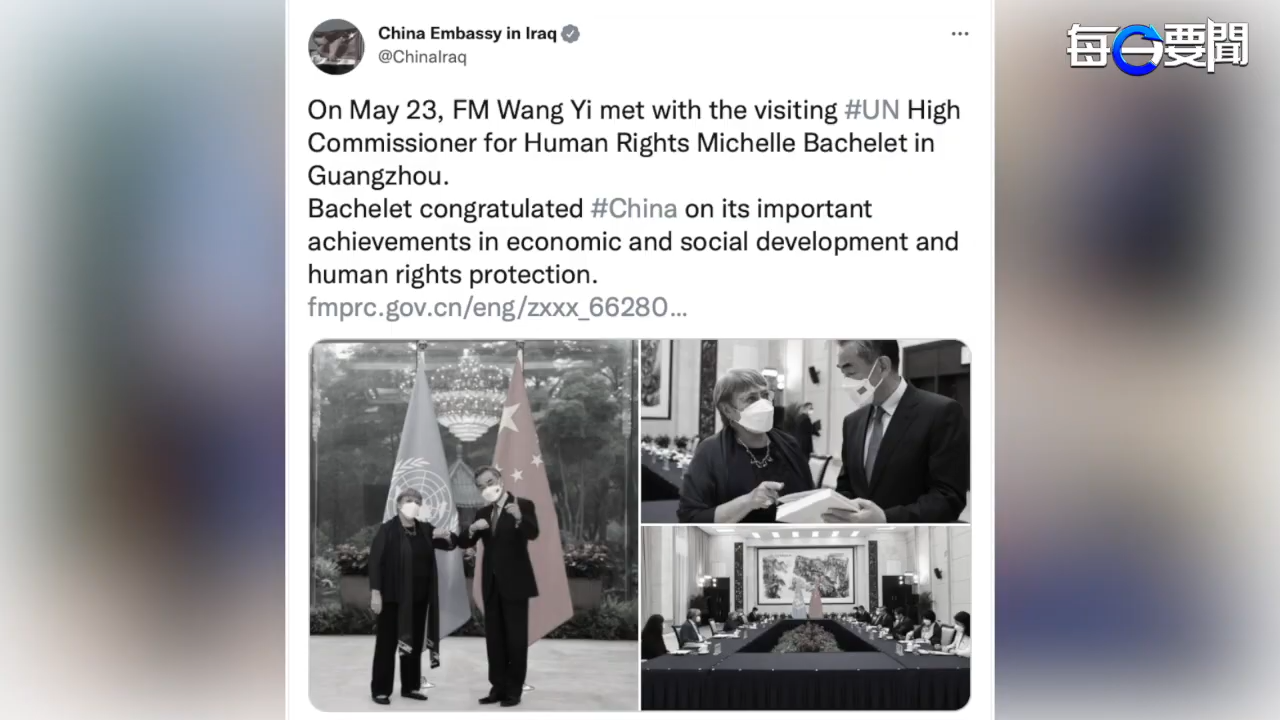 China Embassy in Iraq
@ChinaIraq
每日要聞
On May 23, FM Wang Yi met with the visiting #UN High
Commissioner for Human Rights Michelle Bachelet in
Guangzhou.
Bachelet congratulated #China on its important
achievements in economic and social development and
human rights protection.
fmprc.gov.cn/eng/zxxx_66280...